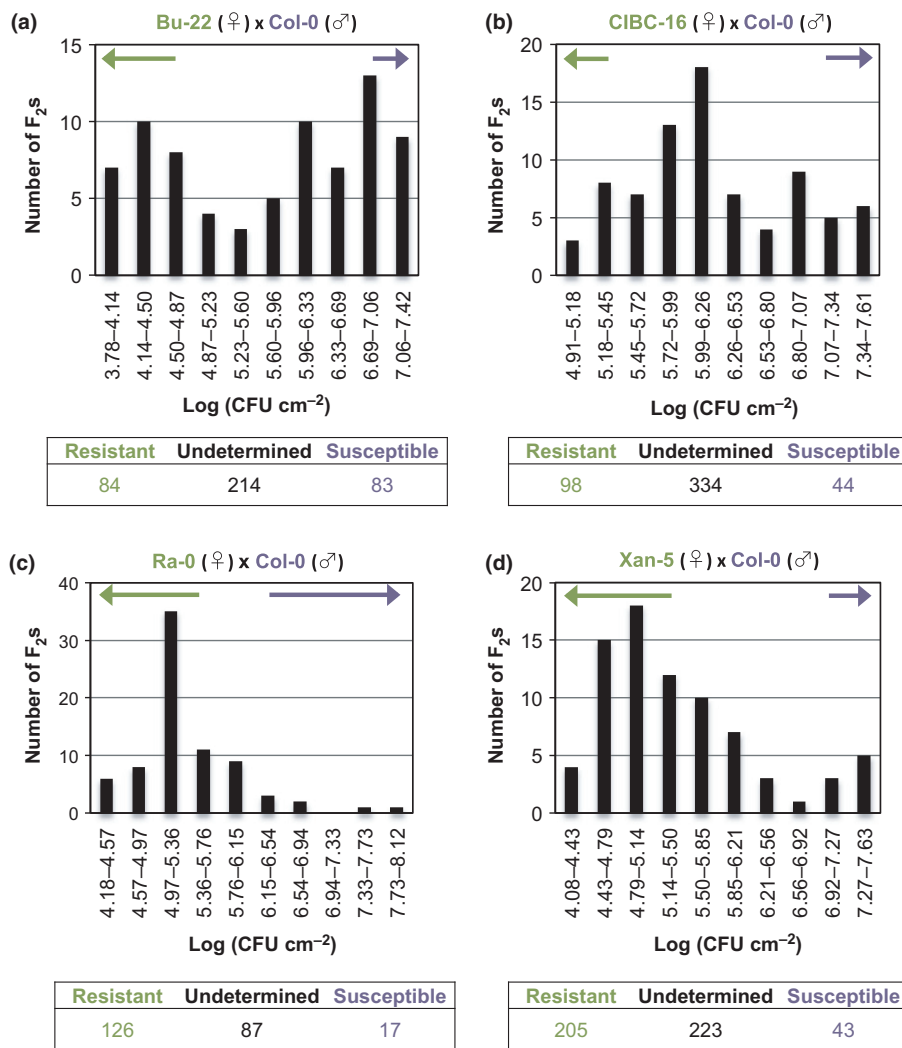 (a)
Bu-22 (♀) x Col-0 (♂)
Number of F₂s
15
10
5
0
3.78–4.14
4.14–4.50
4.50–4.87
4.87–5.23
5.23–5.60
5.60–5.96
5.96–6.33
6.33–6.69
6.69–7.06
7.06–7.42
Log (CFU cm⁻²)
Resistant Undetermined Susceptible
84 214 83
(b)
CIBC-16 (♀) x Col-0 (♂)
Number of F₂s
20
15
10
5
0
4.91–5.18
5.18–5.45
5.45–5.72
5.72–5.99
5.99–6.26
6.26–6.53
6.53–6.80
6.80–7.07
7.07–7.34
7.34–7.61
Log (CFU cm⁻²)
Resistant Undetermined Susceptible
98 334 44
(c)
Ra-0 (♀) x Col-0 (♂)
Number of F₂s
40
30
20
10
0
4.18–4.57
4.57–4.97
4.97–5.36
5.36–5.76
5.76–6.15
6.15–6.54
6.54–6.94
6.94–7.33
7.33–7.73
7.73–8.12
Log (CFU cm⁻²)
Resistant Undetermined Susceptible
126 87 17
(d)
Xan-5 (♀) x Col-0 (♂)
Number of F₂s
20
15
10
5
0
4.08–4.43
4.43–4.79
4.79–5.14
5.14–5.50
5.50–5.85
5.85–6.21
6.21–6.56
6.56–6.92
6.92–7.27
7.27–7.63
Log (CFU cm⁻²)
Resistant Undetermined Susceptible
205 223 43